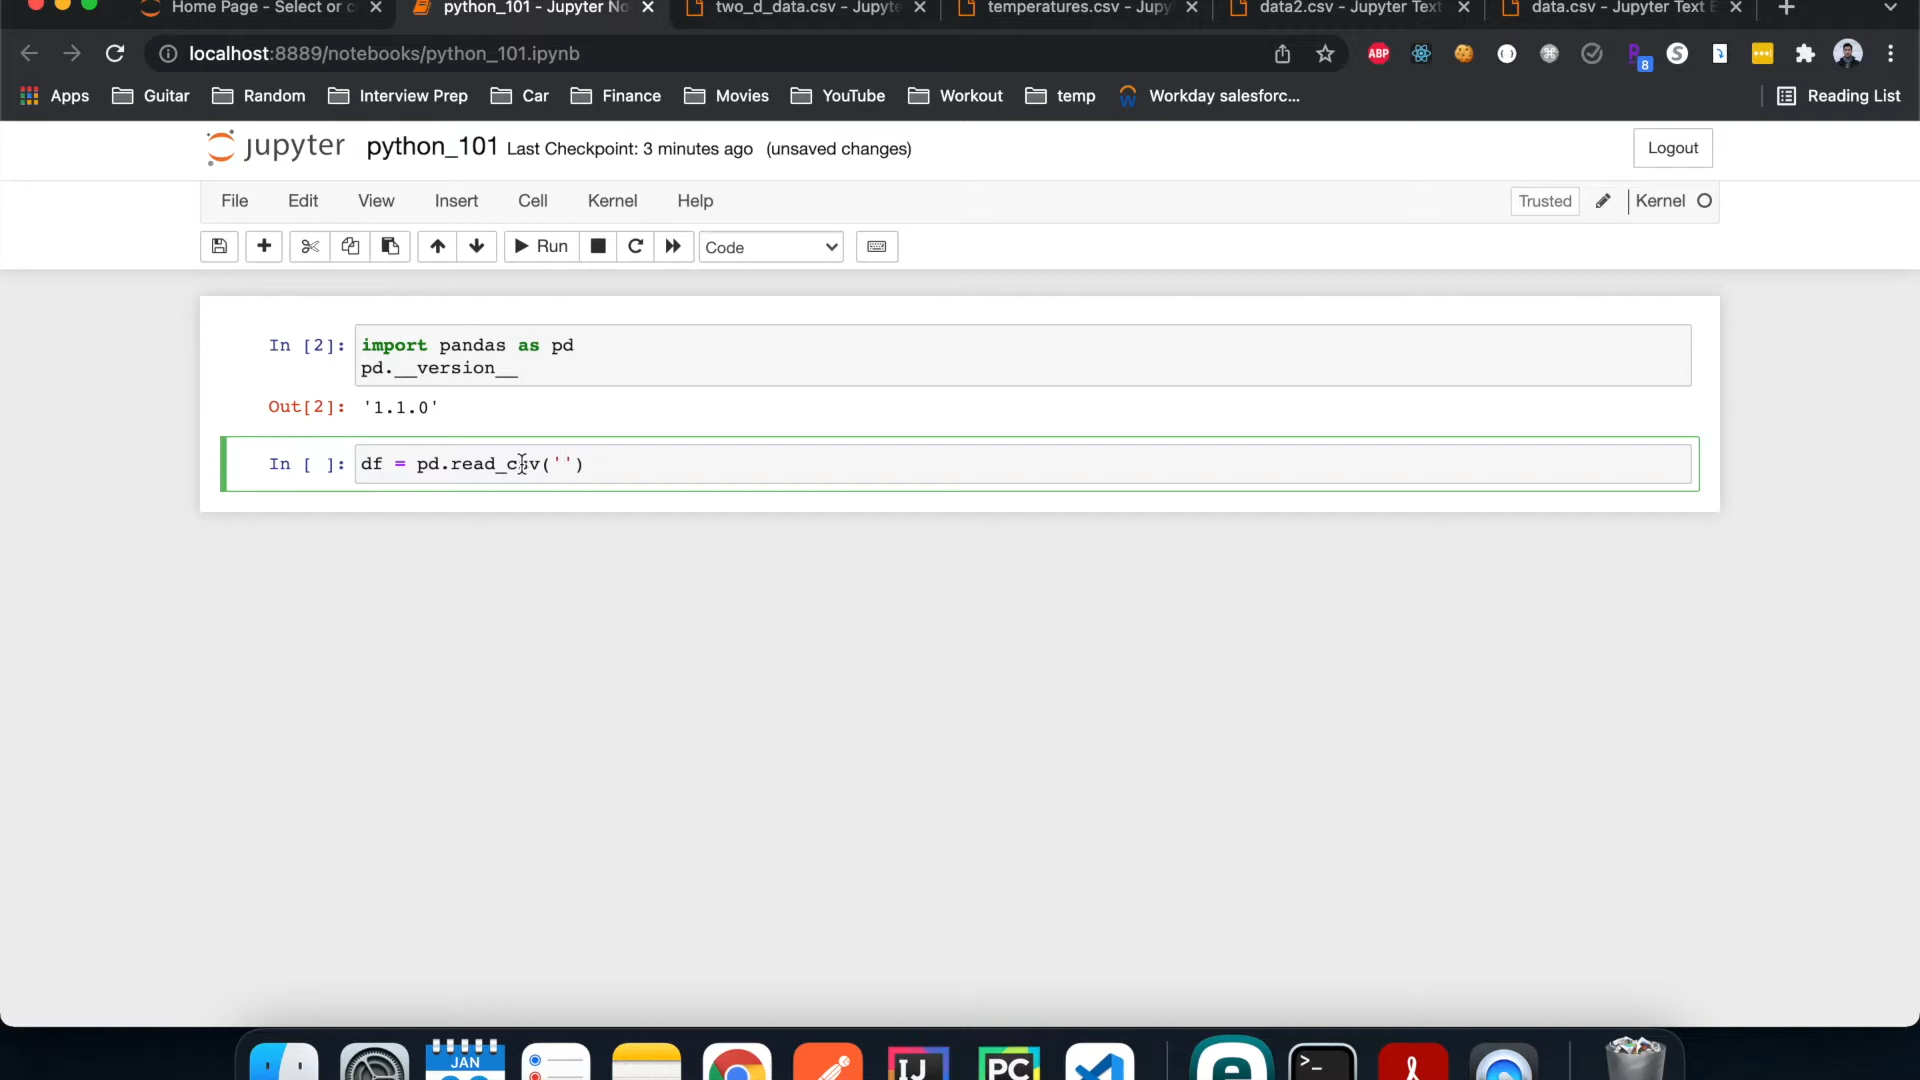 Home Page - Select or c
python_101 - Jupyter No
two_d_data.csv - Jupyte
temperatures.csv - Jupy
data2.csv - Jupyter Text
data.csv - Jupyter Text E
localhost:8889/notebooks/python_101.ipynb
ABP
8
S
Apps
Guitar
Random
Interview Prep
Car
Finance
Movies
YouTube
Workout
temp
Workday salesforc...
Reading List
jupyter python_101 Last Checkpoint: 3 minutes ago (unsaved changes)
Logout
File Edit View Insert Cell Kernel Help
Trusted
Kernel
Run
Code
In [2]: import pandas as pd
pd.__version__
Out[2]: '1.1.0'
In [ ]: df = pd.read_csv('')
JAN
IJ
PC
>_